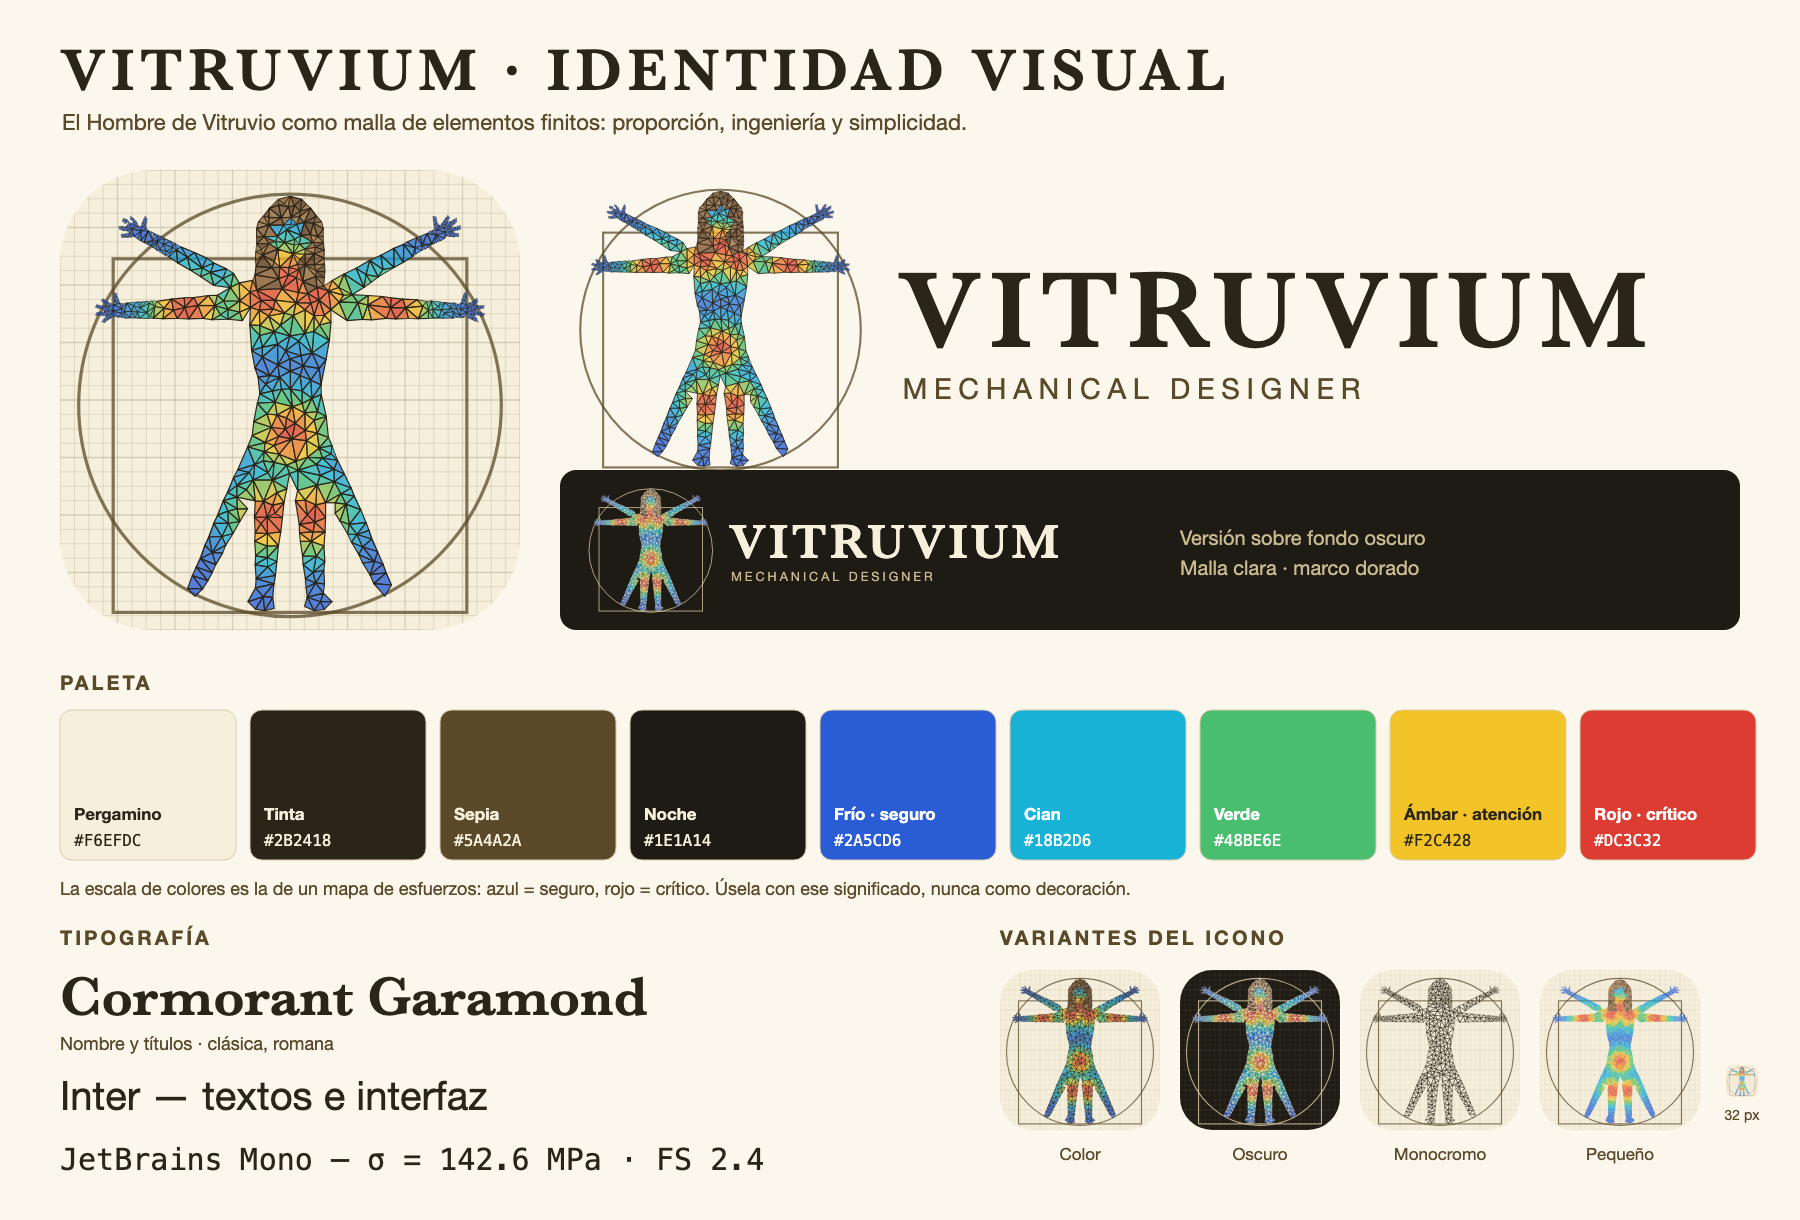 VITRUVIUM · IDENTIDAD VISUAL
El Hombre de Vitruvio como malla de elementos finitos: proporción, ingeniería y simplicidad.
VITRUVIUM
MECHANICAL DESIGNER
VITRUVIUM
MECHANICAL DESIGNER
Versión sobre fondo oscuro
Malla clara · marco dorado
PALETA
Pergamino
#F6EFDC
Tinta
#2B2418
Sepia
#5A4A2A
Noche
#1E1A14
Frío · seguro
#2A5CD6
Cian
#18B2D6
Verde
#48BE6E
Ámbar · atención
#F2C428
Rojo · crítico
#DC3C32
La escala de colores es la de un mapa de esfuerzos: azul = seguro, rojo = crítico. Úsela con ese significado, nunca como decoración.
TIPOGRAFÍA
Cormorant Garamond
Nombre y títulos · clásica, romana
Inter — textos e interfaz
JetBrains Mono — σ = 142.6 MPa · FS 2.4
VARIANTES DEL ICONO
32 px
Color
Oscuro
Monocromo
Pequeño